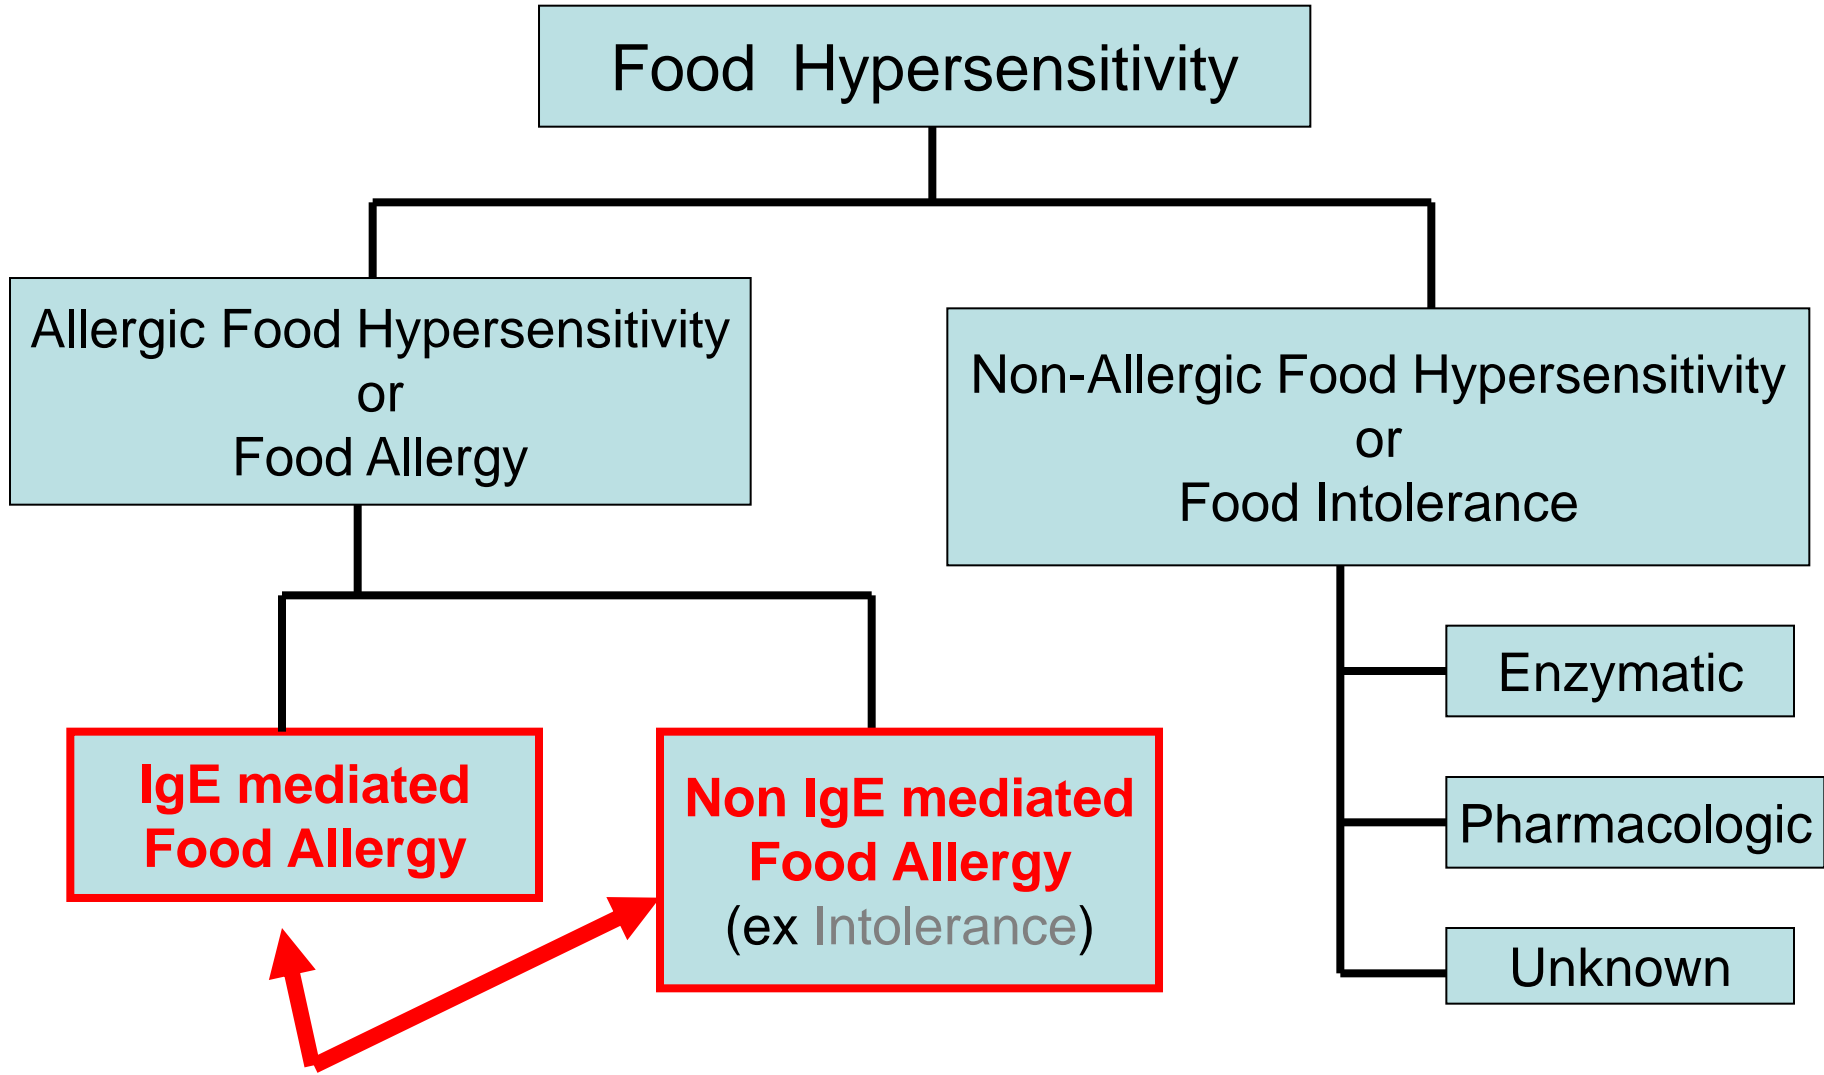 Food Hypersensitivity
Allergic Food Hypersensitivity
or
Food Allergy
Non-Allergic Food Hypersensitivity
or
Food Intolerance
IgE mediated
Food Allergy
Non IgE mediated
Food Allergy
(ex Intolerance)
Enzymatic
Pharmacologic
Unknown